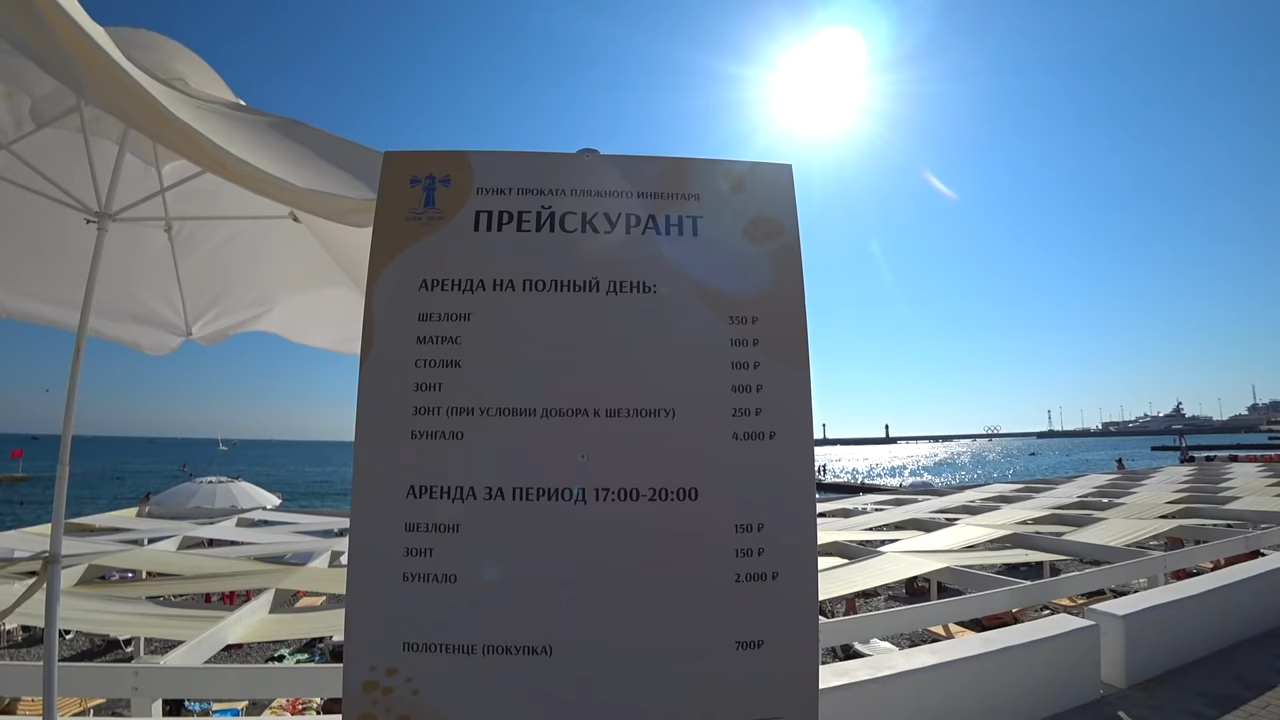 ПУНКТ ПРОКАТА ПЛЯЖНОГО ИНВЕНТАРЯ
ПРЕЙСКУРАНТ
АРЕНДА НА ПОЛНЫЙ ДЕНЬ:
ШЕЗЛОНГ 350 ₽
МАТРАС 100 ₽
СТОЛИК 100 ₽
ЗОНТ 400 ₽
ЗОНТ (ПРИ УСЛОВИИ ДОБОРА К ШЕЗЛОНГУ) 250 ₽
БУНГАЛО 4.000 ₽
АРЕНДА ЗА ПЕРИОД 17:00-20:00
ШЕЗЛОНГ 150 ₽
ЗОНТ 150 ₽
БУНГАЛО 2.000 ₽
ПОЛОТЕНЦЕ (ПОКУПКА) 700₽